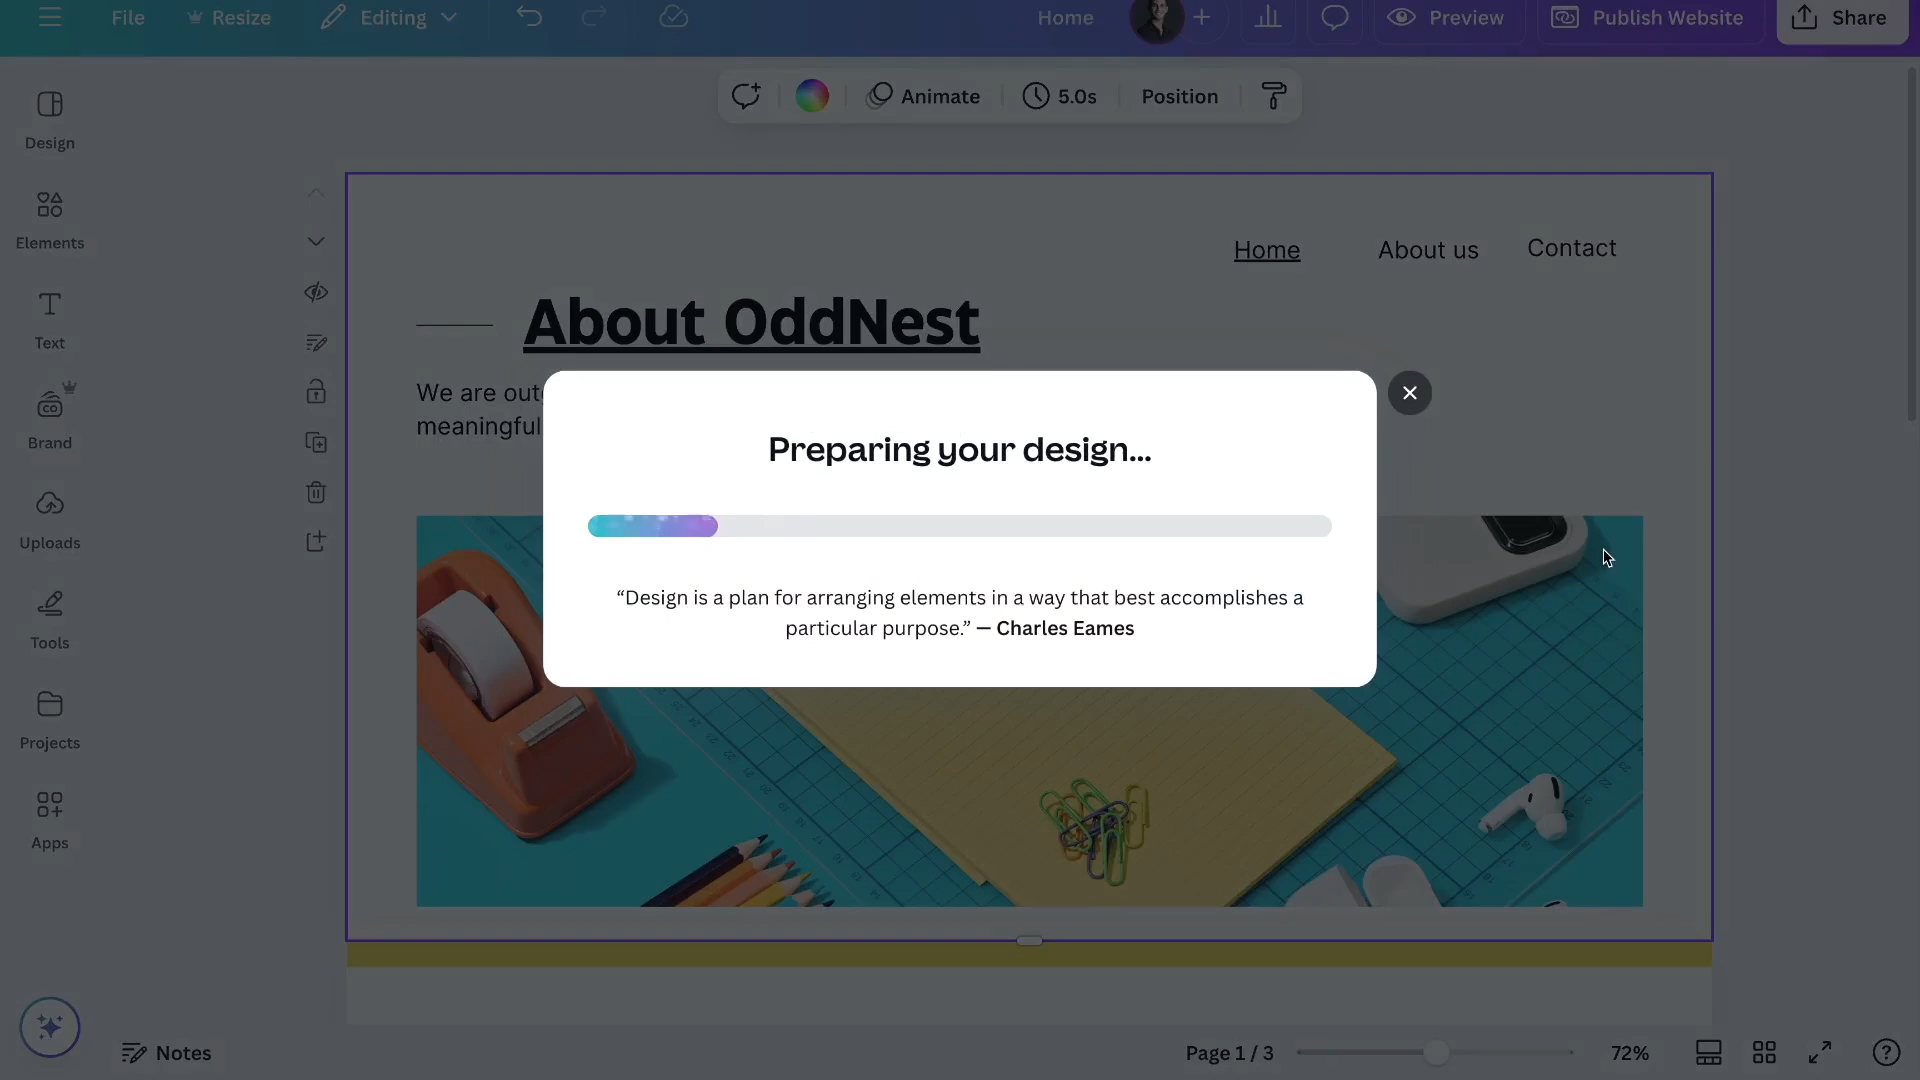 File
Resize
Editing
Home
Preview
Publish Website
Share
Animate
5.0s
Position
Design
Elements
Text
Brand
Uploads
Tools
Projects
Apps
Home
About us
Contact
About OddNest
We are out
meaningful
Preparing your design...
“Design is a plan for arranging elements in a way that best accomplishes a
particular purpose.” — Charles Eames
Notes
Page 1 / 3
72%